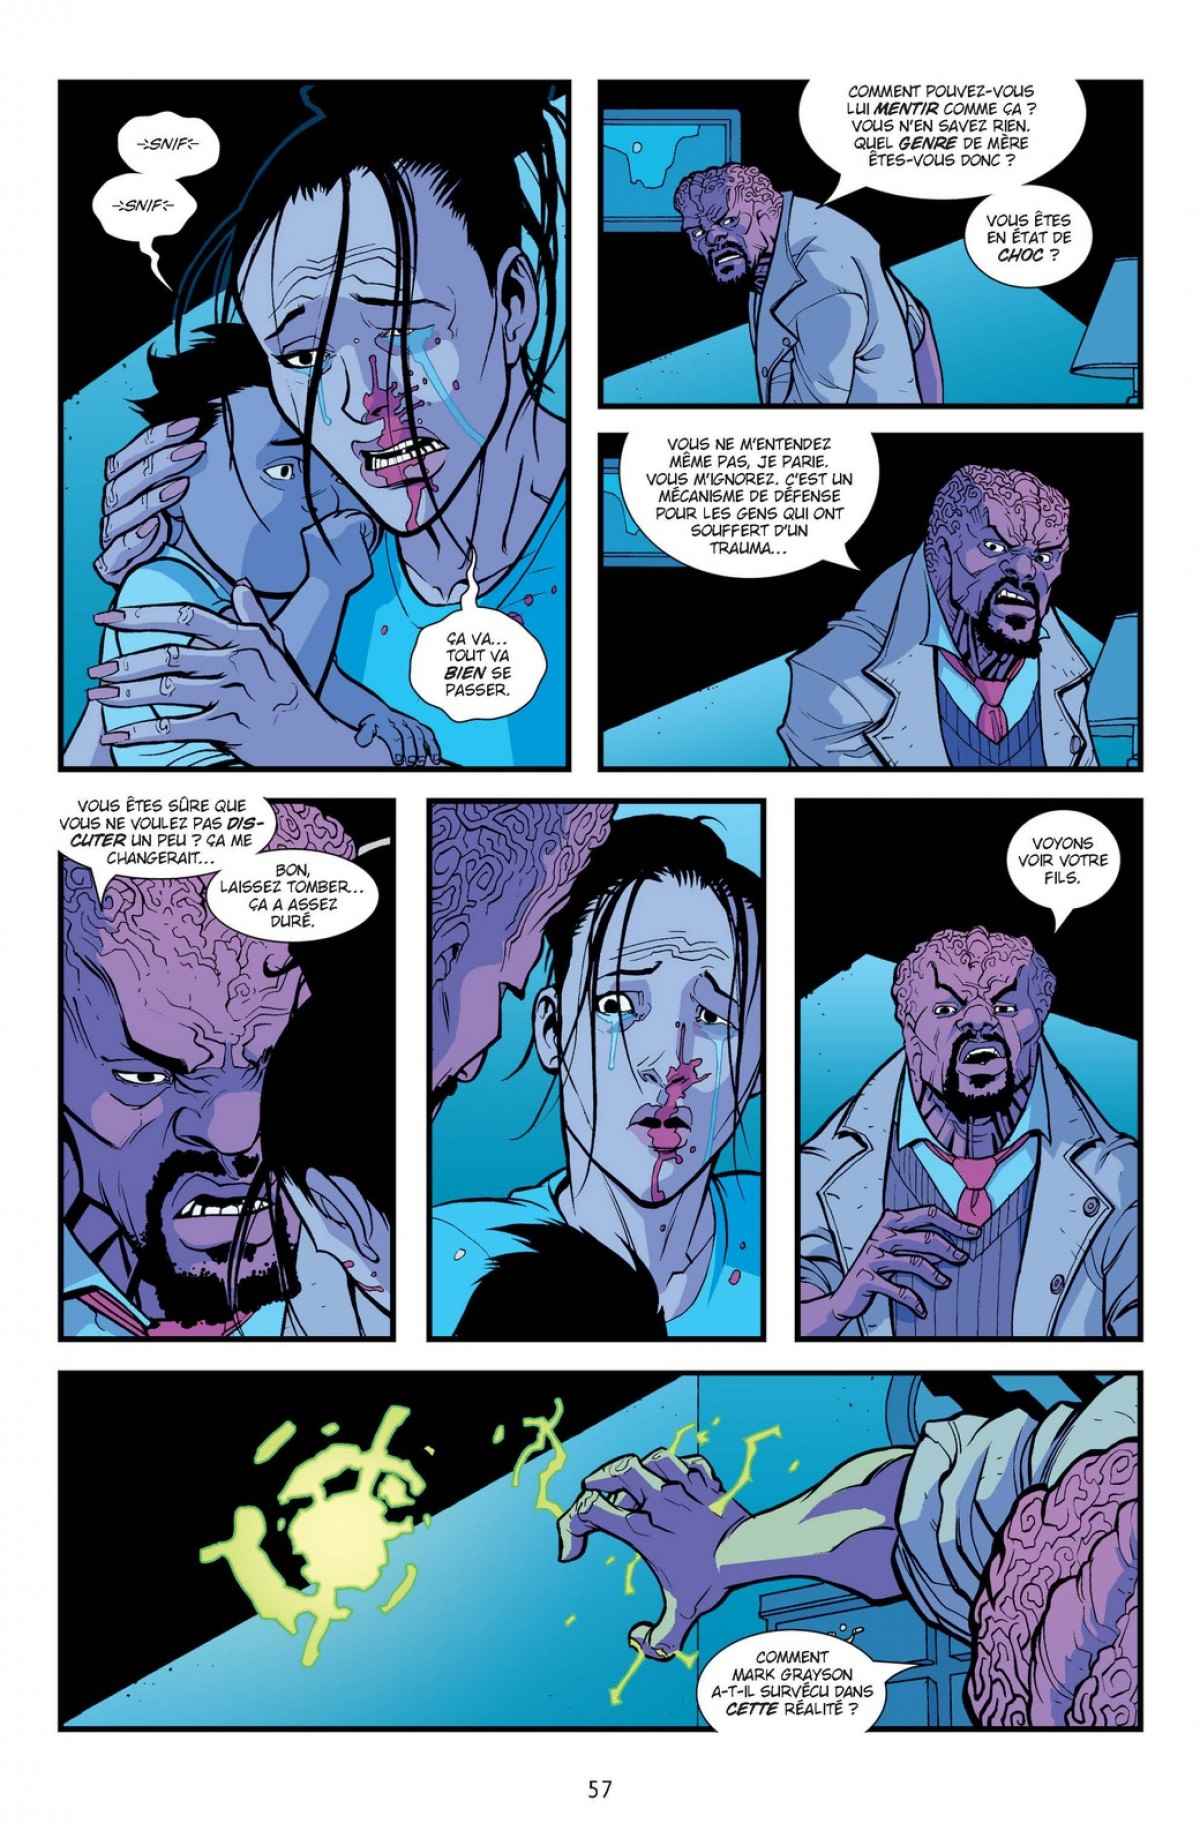 -SNIF-
-SNIF-
ÇA VA...
TOUT VA
BIEN SE
PASSER.
COMMENT POUVEZ-VOUS
LUI MENTIR COMME ÇA ?
VOUS N'EN SAVEZ RIEN.
QUEL GENRE DE MÈRE
ÊTES-VOUS DONC ?
VOUS ÊTES
EN ÉTAT DE
CHOC ?
VOUS NE M'ENTENDEZ
MÊME PAS, JE PARIE.
VOUS M'IGNOREZ. C'EST UN
MÉCANISME DE DÉFENSE
POUR LES GENS QUI ONT
SOUFFERT D'UN
TRAUMA...
VOUS ÊTES SÛRE QUE
VOUS NE VOULEZ PAS DIS-
CUTER UN PEU ? ÇA ME
CHANGERAIT...
BON,
LAISSEZ TOMBER...
ÇA A ASSEZ
DURÉ.
VOYONS
VOIR VOTRE
FILS.
COMMENT
MARK GRAYSON
A-T-IL SURVÉCU DANS
CETTE RÉALITÉ ?
57